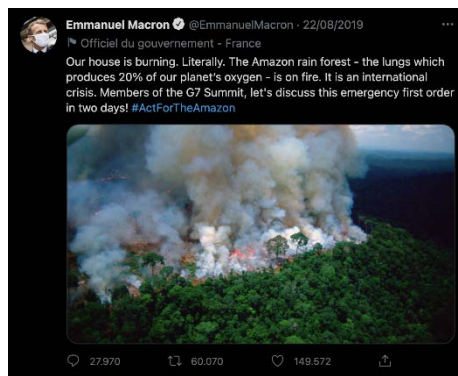 Emmanuel Macron @EmmanuelMacron · 22/08/2019
Officiel du gouvernement - France
Our house is burning. Literally. The Amazon rain forest - the lungs which
produces 20% of our planet's oxygen - is on fire. It is an international
crisis. Members of the G7 Summit, let's discuss this emergency first order
in two days! #ActForTheAmazon
27.970 60.070 149.572